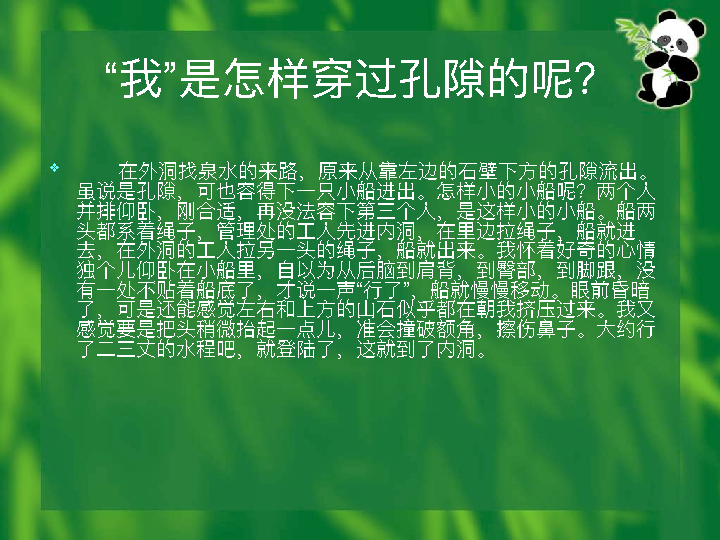 “我”是怎样穿过孔隙的呢?
在外洞找泉水的来路，原来从靠左边的石壁下方的孔隙流出。
虽说是孔隙，可也容得下一只小船进出。怎样小的小船呢？两个人
并排仰卧，刚合适，再没法容下第三个人，是这样小的小船。船两
头都系着绳子，管理处的工人先进内洞，在里边拉绳子，船就进
去，在外洞的工人拉另一头的绳子，船就出来。我怀着好奇的心情
独个儿仰卧在小船里，自以为从后脑到肩背，到臀部，到脚跟，没
有一处不贴着船底了，才说一声“行了”，船就慢慢移动。眼前昏暗
了，可是还能感觉左右和上方的山石似乎都在朝我挤压过来。我又
感觉要是把头稍微抬起一点儿，准会撞破额角，擦伤鼻子。大约行
了二三丈的水程吧，就登陆了，这就到了内洞。